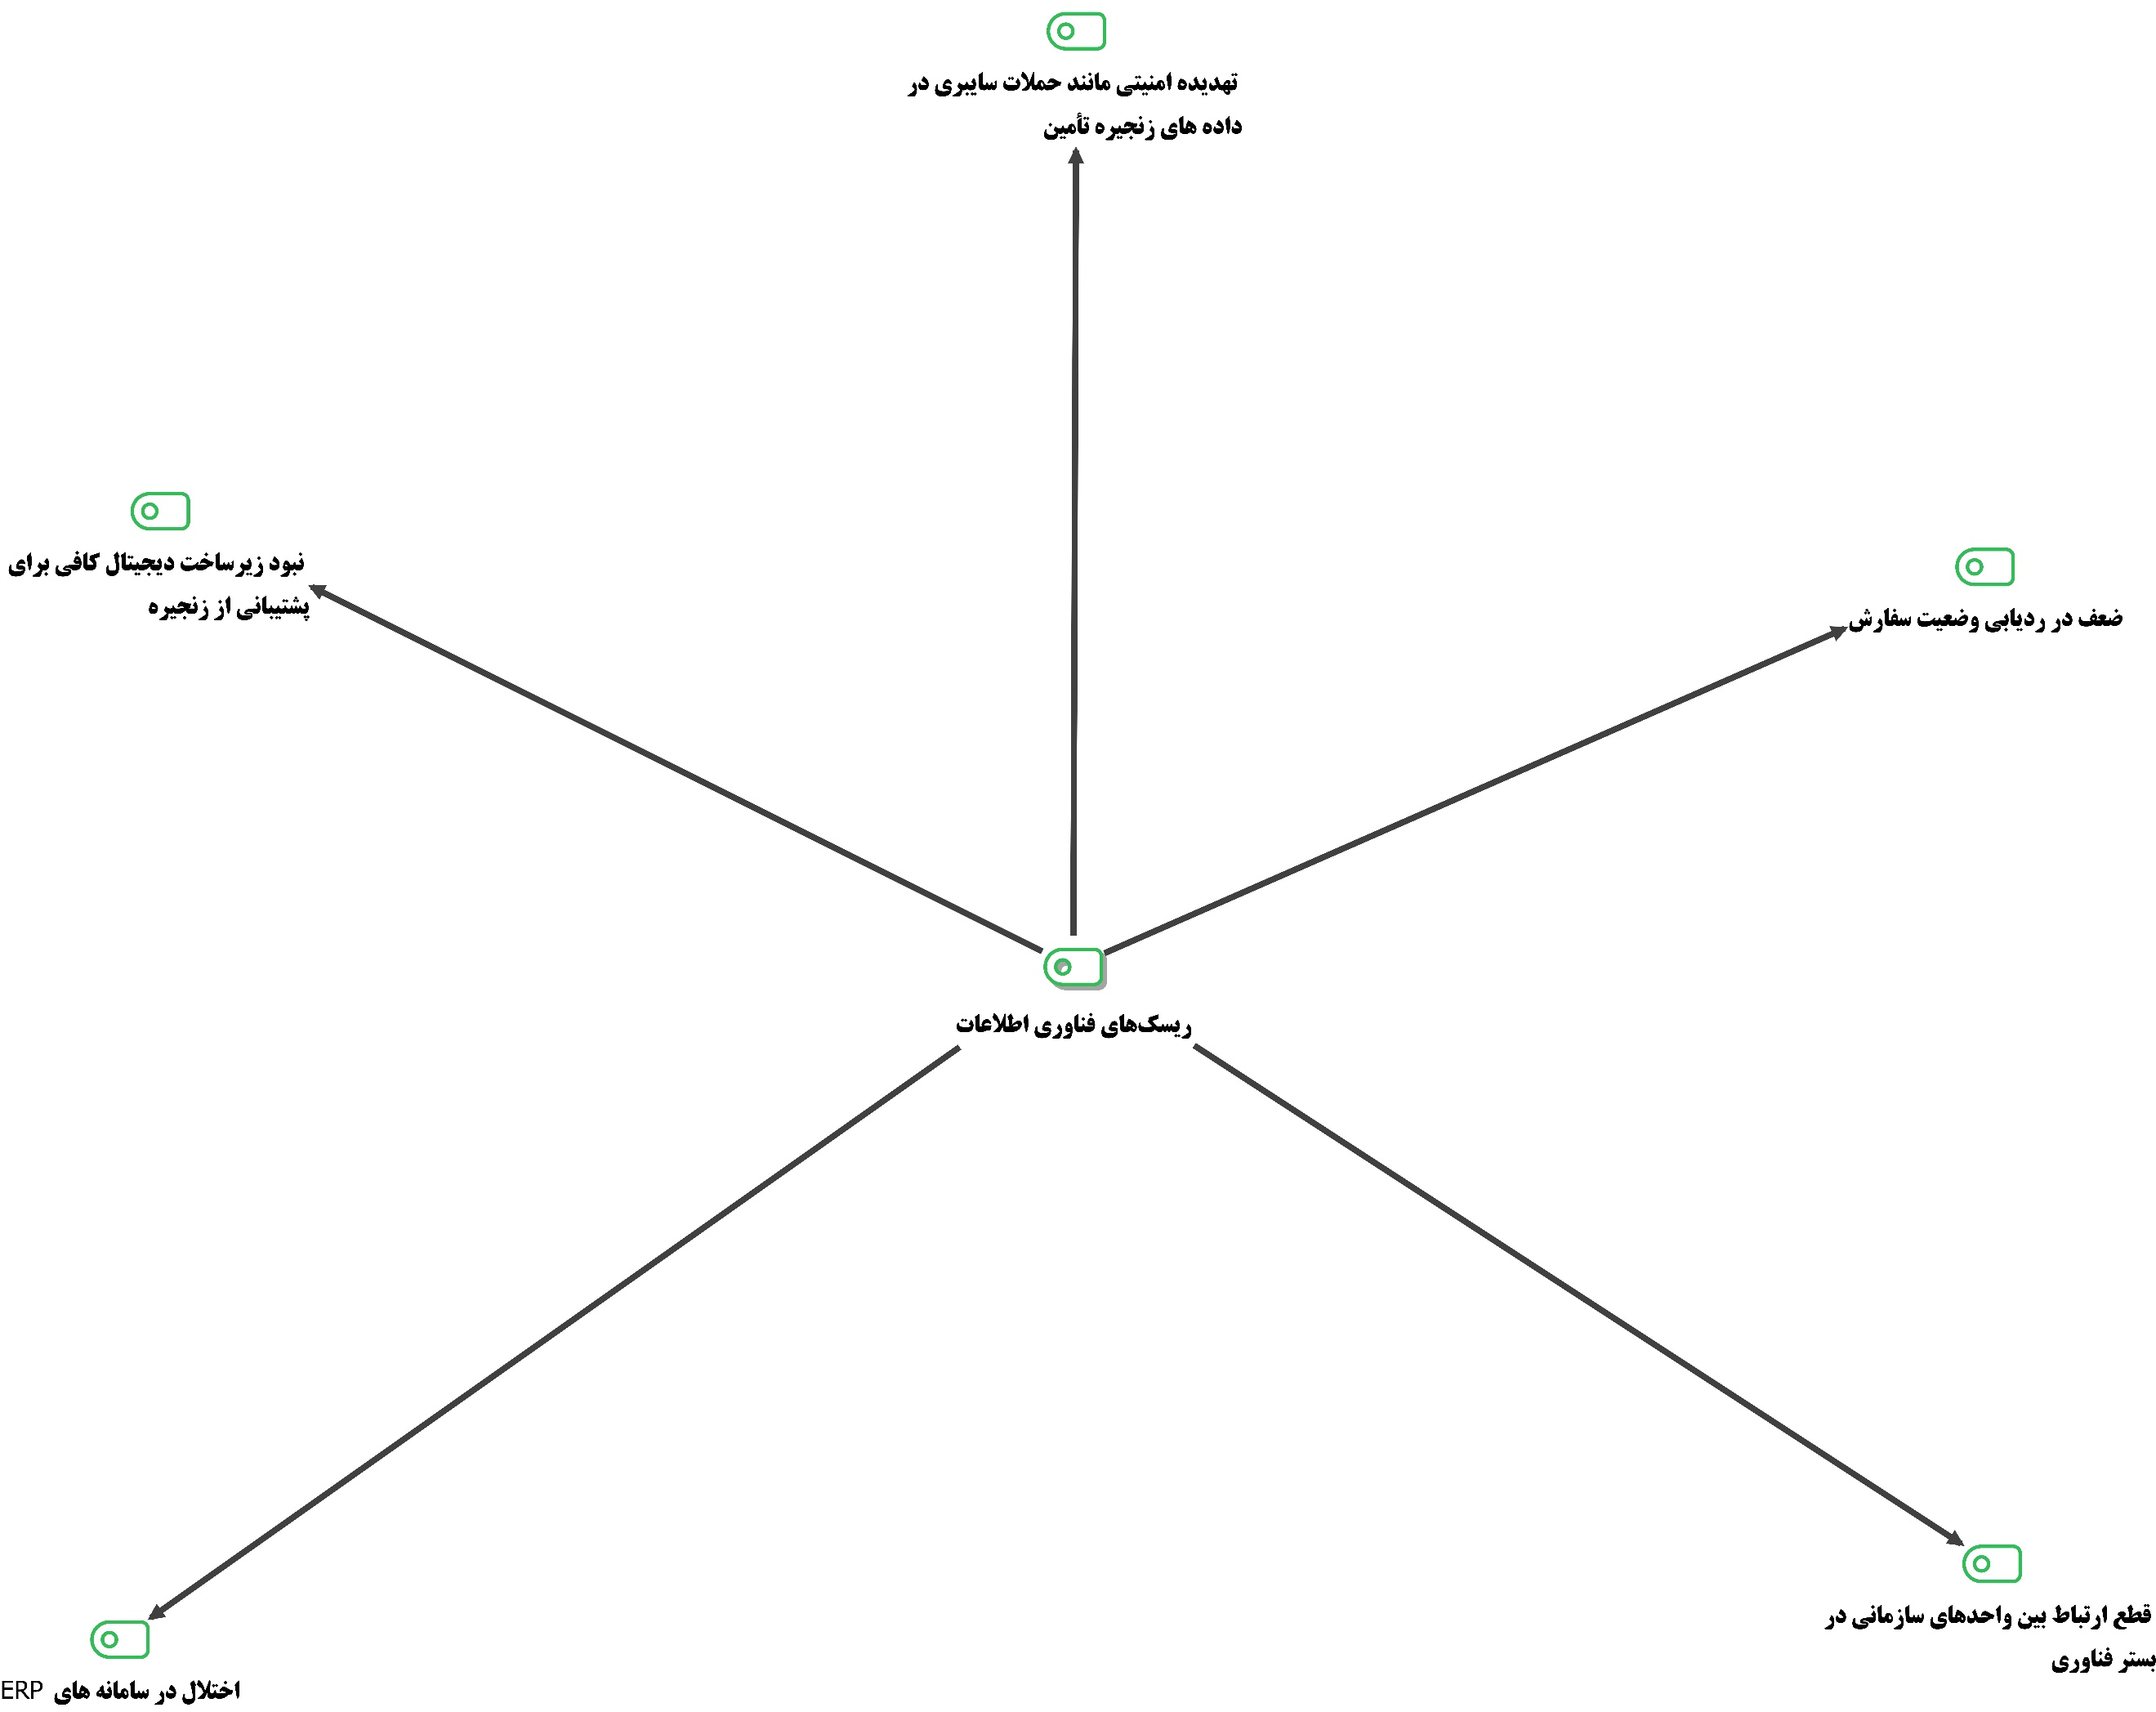 تهدیده امنیتی مانند حملات سایبری در
داده های زنجیره تأمین
نبود زیرساخت دیجیتال کافی برای
پشتیبانی از زنجیره
ضعف در ردیابی وضعیت سفارش
ریسک‌های فناوری اطلاعات
قطع ارتباط بین واحدهای سازمانی در
بستر فناوری
اختلال در سامانه های ERP